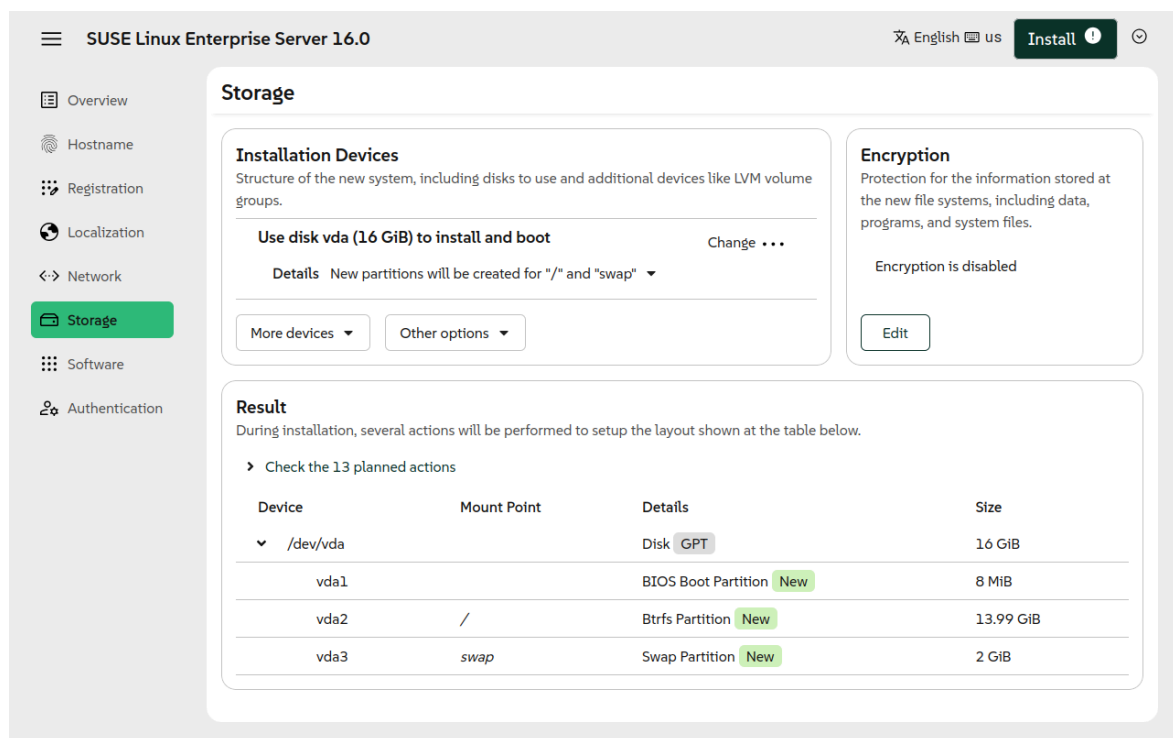 SUSE Linux Enterprise Server 16.0
English us
Install
Overview
Hostname
Registration
Localization
Network
Storage
Software
Authentication
Storage
Installation Devices
Structure of the new system, including disks to use and additional devices like LVM volume
groups.
Use disk vda (16 GiB) to install and boot
Change
Details New partitions will be created for "/" and "swap"
More devices
Other options
Encryption
Protection for the information stored at
the new file systems, including data,
programs, and system files.
Encryption is disabled
Edit
Result
During installation, several actions will be performed to setup the layout shown at the table below.
Check the 13 planned actions
Device Mount Point Details Size
/dev/vda Disk GPT 16 GiB
vda1 BIOS Boot Partition New 8 MiB
vda2 / Btrfs Partition New 13.99 GiB
vda3 swap Swap Partition New 2 GiB